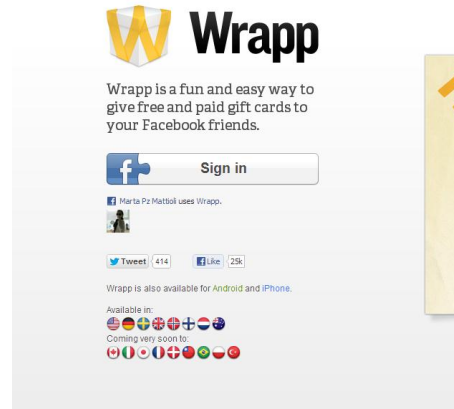 Wrapp
Wrapp is a fun and easy way to
give free and paid gift cards to
your Facebook friends.
f Sign in
f Marta Pz Mattioli uses Wrapp.
Tweet 414 f Like 25k
Wrapp is also available for Android and iPhone.
Available in:
Coming very soon to: